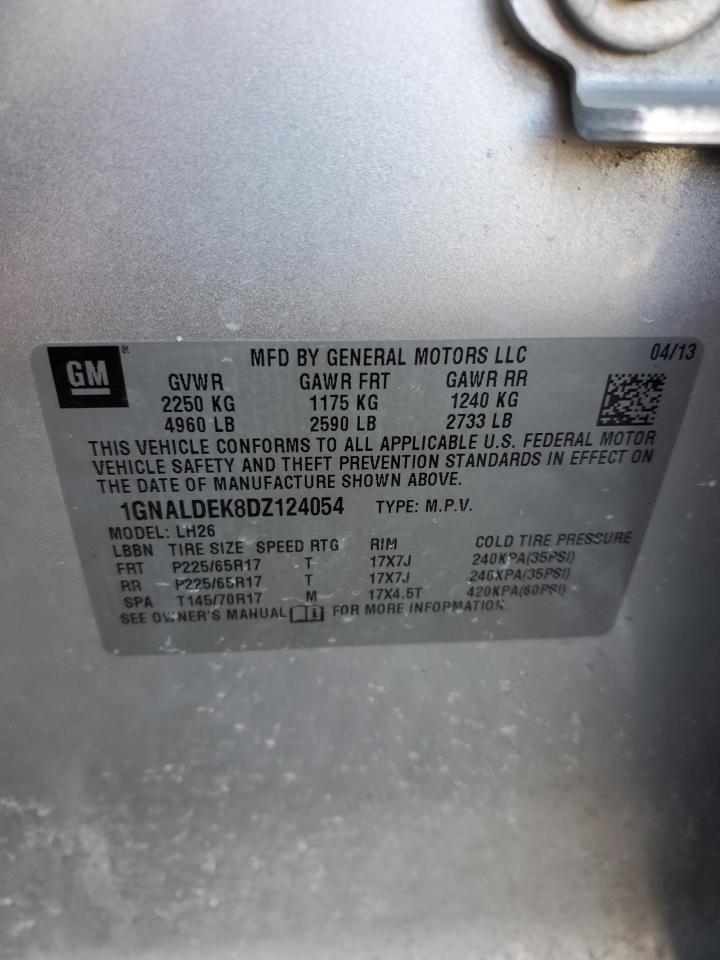 GM® MFD BY GENERAL MOTORS LLC 04/13
GVWR GAWR FRT GAWR RR
2250 KG 1175 KG 1240 KG
4960 LB 2590 LB 2733 LB
THIS VEHICLE CONFORMS TO ALL APPLICABLE U.S. FEDERAL MOTOR
VEHICLE SAFETY AND THEFT PREVENTION STANDARDS IN EFFECT ON
THE DATE OF MANUFACTURE SHOWN ABOVE.
1GNALDEK8DZ124054 TYPE: M.P.V.
MODEL: LH26
LBBN TIRE SIZE SPEED RTG RIM COLD TIRE PRESSURE
FRT P225/65R17 T 17X7J 240KPA(35PSI)
RR P225/65R17 T 17X7J 240KPA(35PSI)
SPA T145/70R17 M 17X4.5T 420KPA(60PSI)
SEE OWNER'S MANUAL FOR MORE INFORMATION.